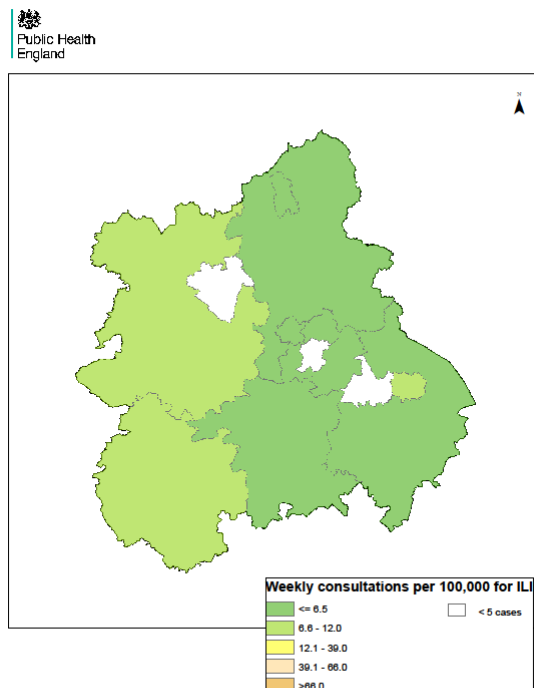 Public Health
England
N
Weekly consultations per 100,000 for ILI
<= 6.5
< 5 cases
6.6 - 12.0
12.1 - 39.0
39.1 - 66.0
>66.0